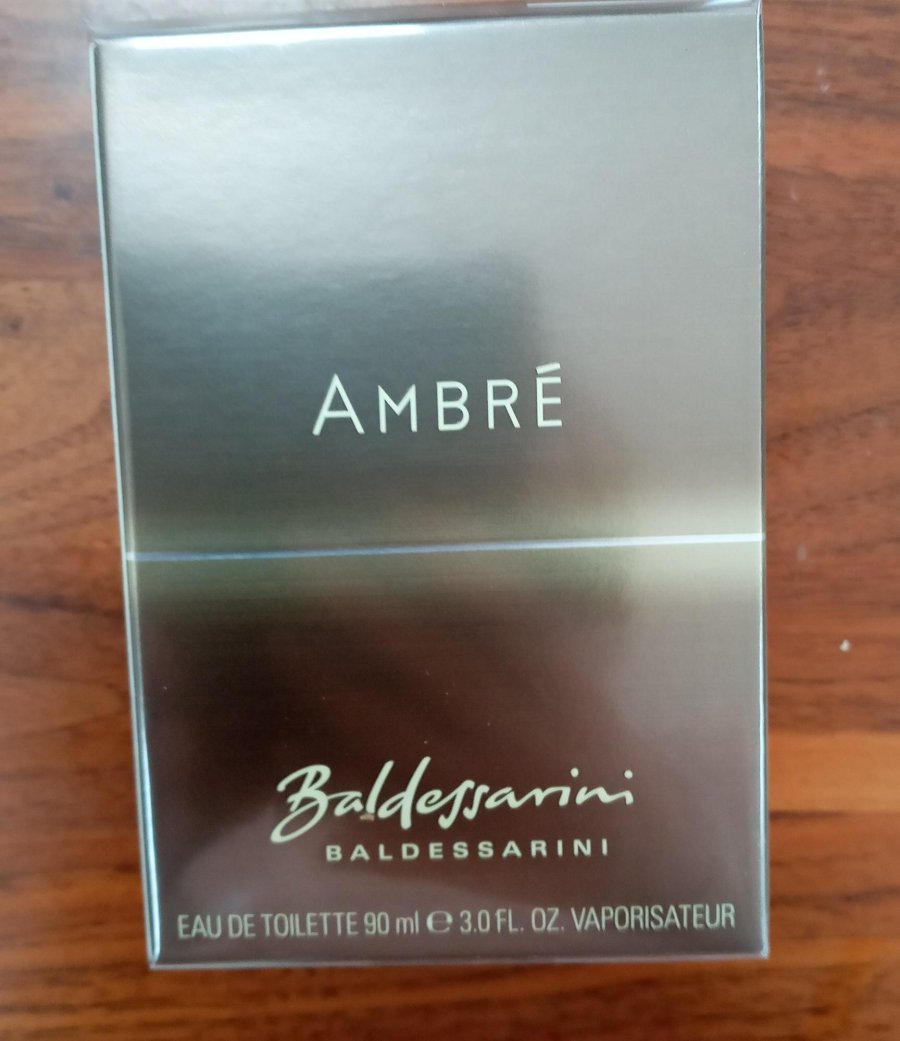 AMBRÉ
Baldessarini
BALDESSARINI
EAU DE TOILETTE 90 ml ℮ 3.0 FL. OZ. VAPORISATEUR